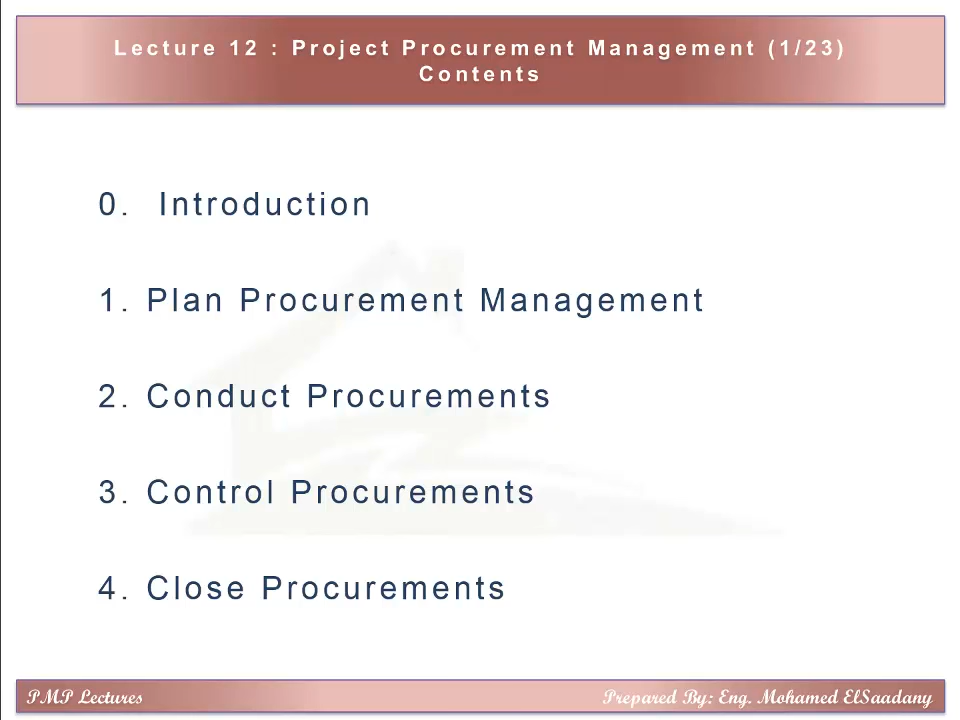 Lecture 12 : Project Procurement Management (1/23)
Contents
0. Introduction
1. Plan Procurement Management
2. Conduct Procurements
3. Control Procurements
4. Close Procurements
PMP Lectures
Prepared By: Eng. Mohamed ElSaadany